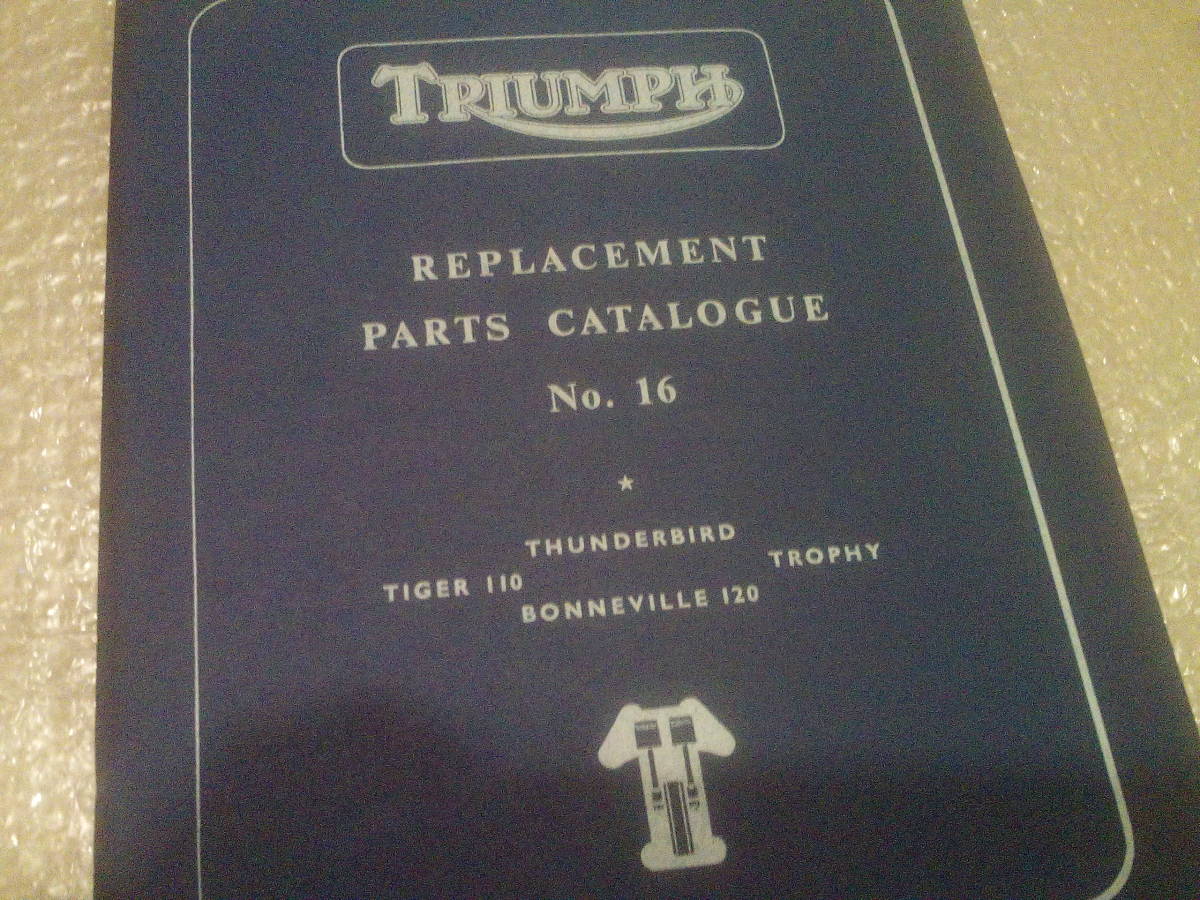 TRIUMPH
REPLACEMENT
PARTS CATALOGUE
No. 16
THUNDERBIRD
TIGER 110
TROPHY
BONNEVILLE 120